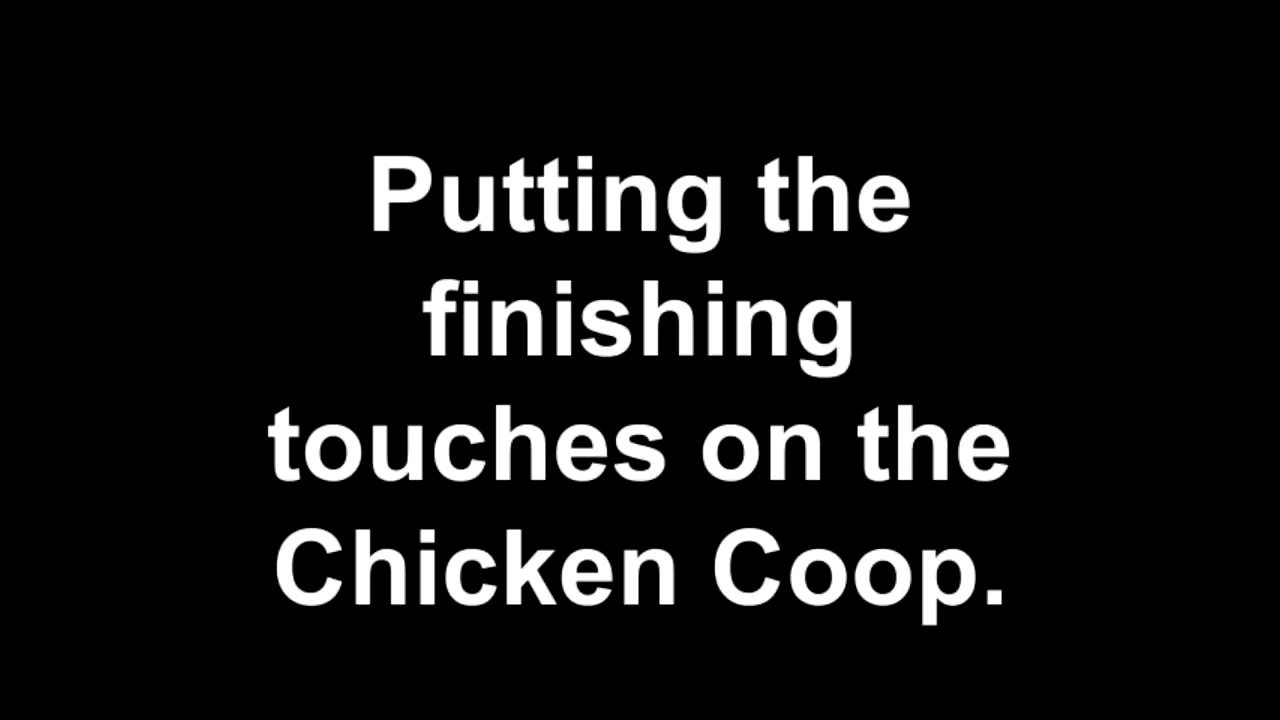 Putting the
finishing
touches on the
Chicken Coop.